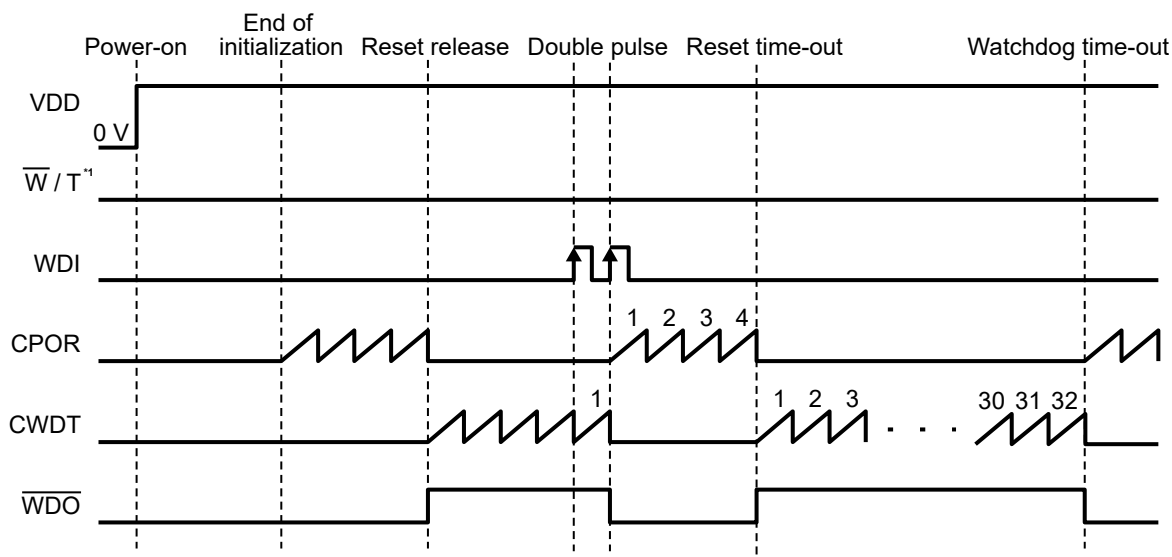 End of
initialization
Power-on
Reset release
Double pulse
Reset time-out
Watchdog time-out
VDD
0 V
W / T *1
WDI
CPOR
1 2 3 4
CWDT
1
1 2 3
30 31 32
WDO